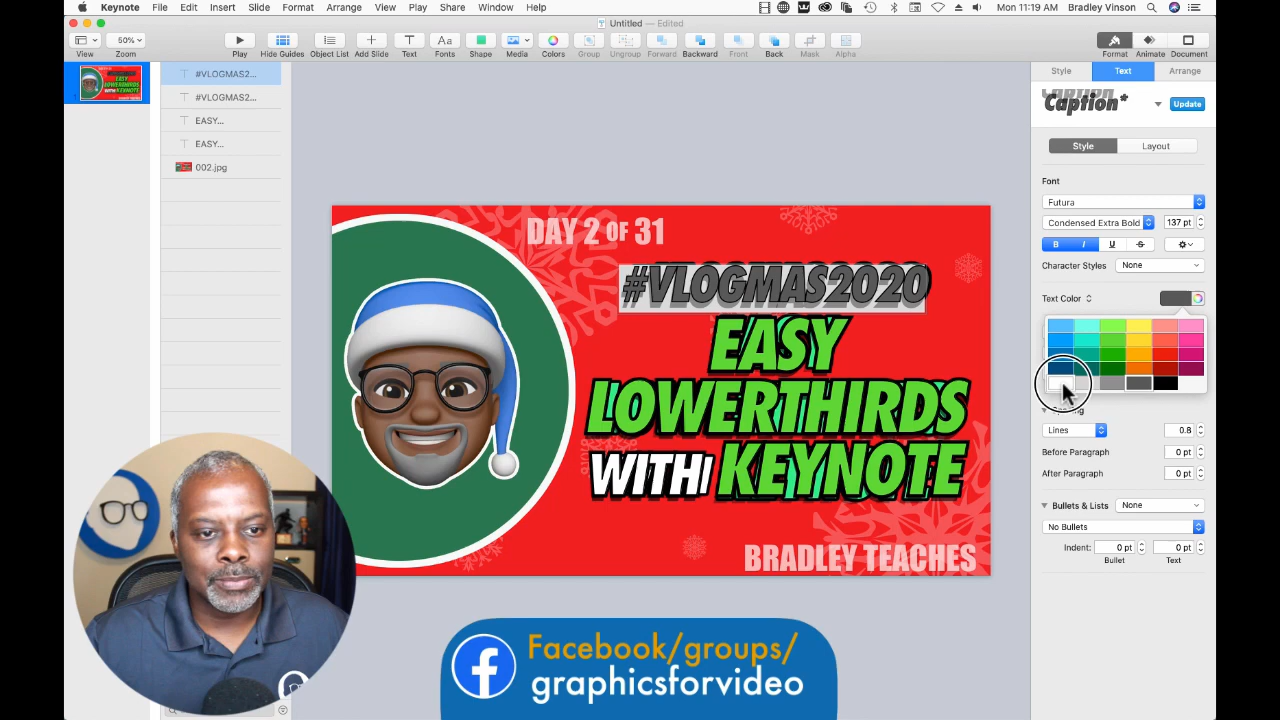 Keynote File Edit Insert Slide Format Arrange View Play Share Window Help
Mon 11:19 AM Bradley Vinson
Untitled — Edited
50%
View Zoom Play Hide Guides Object List Add Slide Text Fonts Shape Media Colors Group Ungroup Forward Backward Front Back Mask Alpha Format Animate Document
Aa
Style Text Arrange
#VLOGMAS2...
#VLOGMAS2...
EASY...
EASY...
002.jpg
Caption* Update
Style Layout
Font
Futura
Condensed Extra Bold 137 pt
B I U S
Character Styles None
Text Color
Lines 0.8
Before Paragraph 0 pt
After Paragraph 0 pt
Bullets & Lists None
No Bullets
Indent: 0 pt 0 pt
Bullet Text
DAY 2 OF 31
#VLOGMAS2020
EASY
LOWERTHIRDS
WITH KEYNOTE
BRADLEY TEACHES
Facebook/groups/
graphicsforvideo